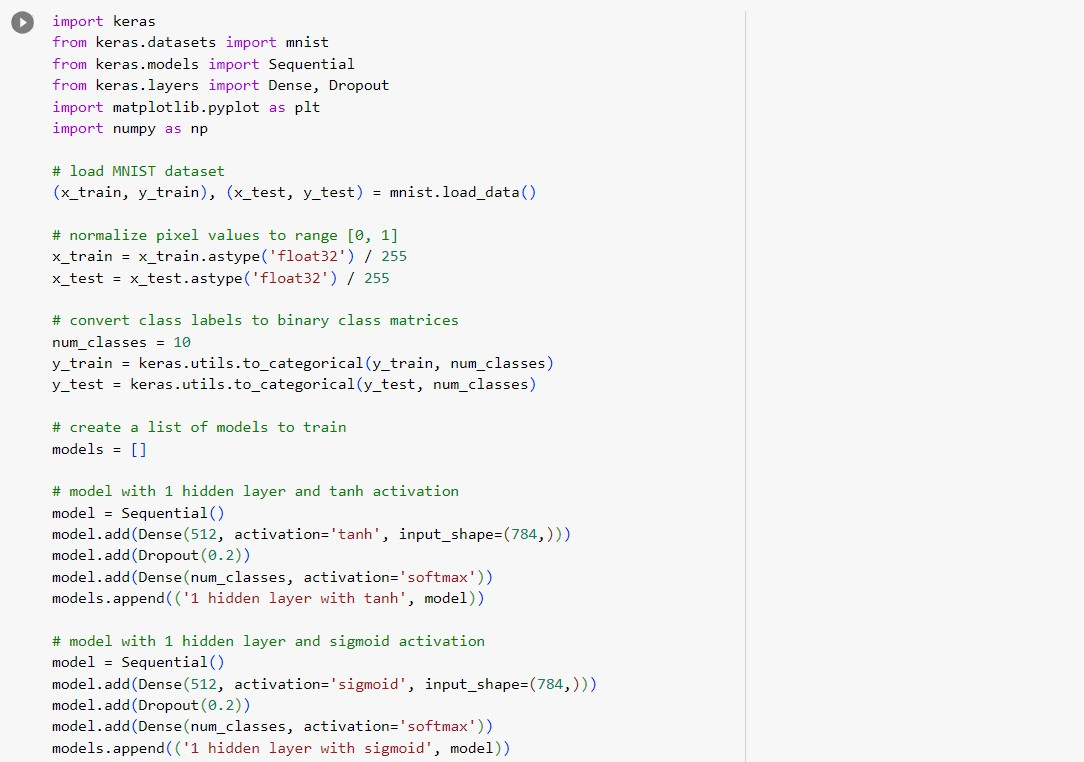 import keras
from keras.datasets import mnist
from keras.models import Sequential
from keras.layers import Dense, Dropout
import matplotlib.pyplot as plt
import numpy as np
# load MNIST dataset
(x_train, y_train), (x_test, y_test) = mnist.load_data()
# normalize pixel values to range [0, 1]
x_train = x_train.astype('float32') / 255
x_test = x_test.astype('float32') / 255
# convert class labels to binary class matrices
num_classes = 10
y_train = keras.utils.to_categorical(y_train, num_classes)
y_test = keras.utils.to_categorical(y_test, num_classes)
# create a list of models to train
models = []
# model with 1 hidden layer and tanh activation
model = Sequential()
model.add(Dense(512, activation='tanh', input_shape=(784,)))
model.add(Dropout(0.2))
model.add(Dense(num_classes, activation='softmax'))
models.append(('1 hidden layer with tanh', model))
# model with 1 hidden layer and sigmoid activation
model = Sequential()
model.add(Dense(512, activation='sigmoid', input_shape=(784,)))
model.add(Dropout(0.2))
model.add(Dense(num_classes, activation='softmax'))
models.append(('1 hidden layer with sigmoid', model))